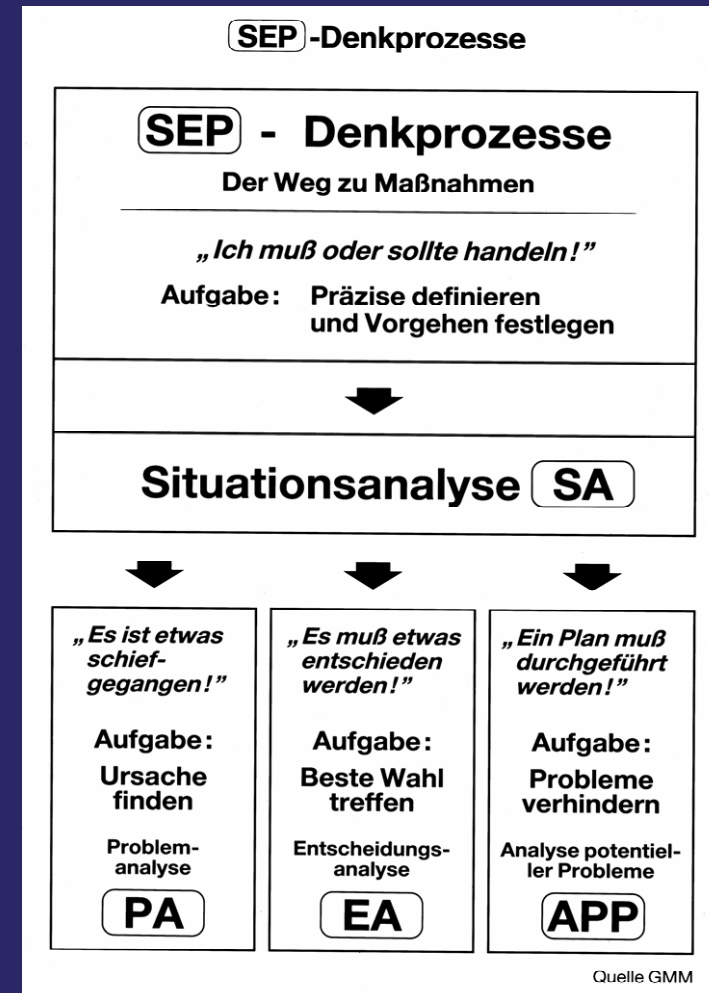 SEP-Denkprozesse
SEP - Denkprozesse
Der Weg zu Maßnahmen
„Ich muß oder sollte handeln!”
Aufgabe: Präzise definieren
und Vorgehen festlegen
Situationsanalyse SA
„Es ist etwas
schief-
gegangen!”
Aufgabe:
Ursache
finden
Problem-
analyse
PA
„Es muß etwas
entschieden
werden!”
Aufgabe:
Beste Wahl
treffen
Entscheidungs-
analyse
EA
„Ein Plan muß
durchgeführt
werden!”
Aufgabe:
Probleme
verhindern
Analyse potentiel-
ler Probleme
APP
Quelle GMM